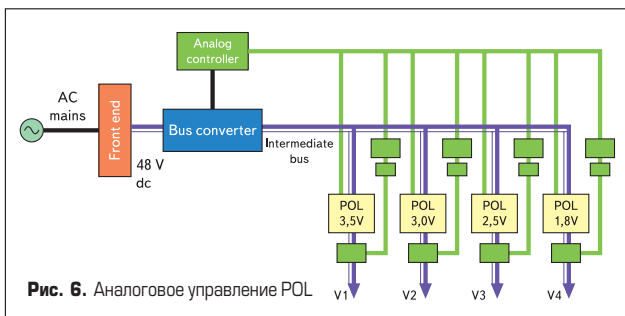 Analog
controller
AC
mains
Front end
Bus converter
48 V
dc
Intermediate
bus
POL
3,5V
POL
3,0V
POL
2,5V
POL
1,8V
V1
V2
V3
V4
Рис. 6. Аналоговое управление POL